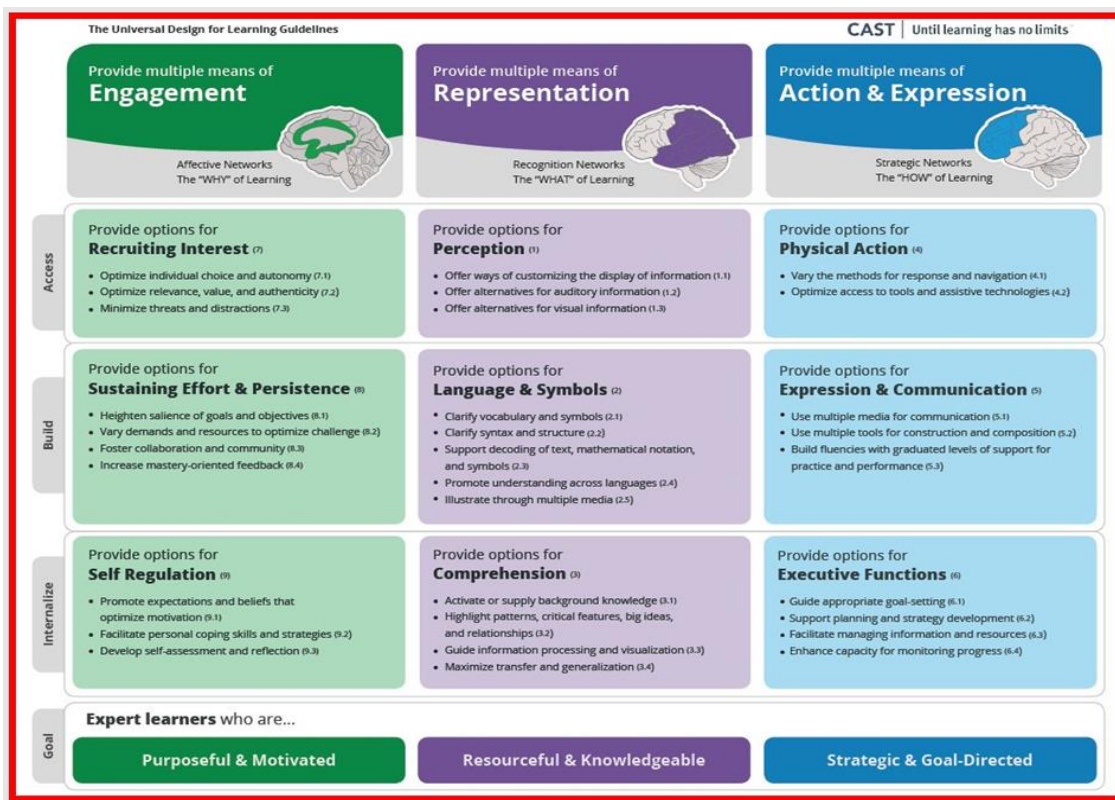 The Universal Design for Learning Guidelines
CAST | Until learning has no limits
Provide multiple means of
Engagement
Affective Networks
The "WHY" of Learning
Provide multiple means of
Representation
Recognition Networks
The "WHAT" of Learning
Provide multiple means of
Action & Expression
Strategic Networks
The "HOW" of Learning
Access
Provide options for
Recruiting Interest (7)
• Optimize individual choice and autonomy (7.1)
• Optimize relevance, value, and authenticity (7.2)
• Minimize threats and distractions (7.3)
Provide options for
Perception (1)
• Offer ways of customizing the display of information (1.1)
• Offer alternatives for auditory information (1.2)
• Offer alternatives for visual information (1.3)
Provide options for
Physical Action (4)
• Vary the methods for response and navigation (4.1)
• Optimize access to tools and assistive technologies (4.2)
Build
Provide options for
Sustaining Effort & Persistence (8)
• Heighten salience of goals and objectives (8.1)
• Vary demands and resources to optimize challenge (8.2)
• Foster collaboration and community (8.3)
• Increase mastery-oriented feedback (8.4)
Provide options for
Language & Symbols (2)
• Clarify vocabulary and symbols (2.1)
• Clarify syntax and structure (2.2)
• Support decoding of text, mathematical notation,
and symbols (2.3)
• Promote understanding across languages (2.4)
• Illustrate through multiple media (2.5)
Provide options for
Expression & Communication (5)
• Use multiple media for communication (5.1)
• Use multiple tools for construction and composition (5.2)
• Build fluencies with graduated levels of support for
practice and performance (5.3)
Internalize
Provide options for
Self Regulation (9)
• Promote expectations and beliefs that
optimize motivation (9.1)
• Facilitate personal coping skills and strategies (9.2)
• Develop self-assessment and reflection (9.3)
Provide options for
Comprehension (3)
• Activate or supply background knowledge (3.1)
• Highlight patterns, critical features, big ideas,
and relationships (3.2)
• Guide information processing and visualization (3.3)
• Maximize transfer and generalization (3.4)
Provide options for
Executive Functions (6)
• Guide appropriate goal-setting (6.1)
• Support planning and strategy development (6.2)
• Facilitate managing information and resources (6.3)
• Enhance capacity for monitoring progress (6.4)
Goal
Expert learners who are...
Purposeful & Motivated
Resourceful & Knowledgeable
Strategic & Goal-Directed